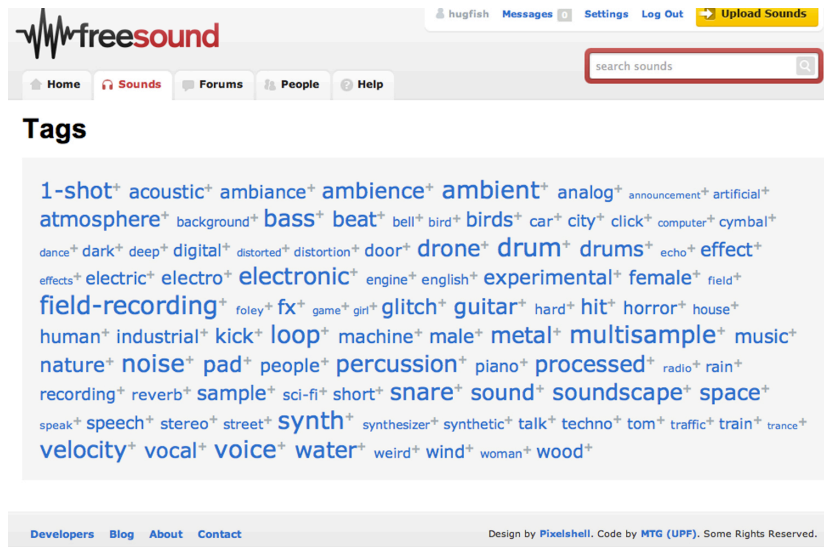 freesound
hugfish Messages 0 Settings Log Out Upload Sounds
search sounds
Home Sounds Forums People Help
Tags
1-shot+ acoustic+ ambiance+ ambience+ ambient+ analog+ announcement+ artificial+
atmosphere+ background+ bass+ beat+ bell+ bird+ birds+ car+ city+ click+ computer+ cymbal+
dance+ dark+ deep+ digital+ distorted+ distortion+ door+ drone+ drum+ drums+ echo+ effect+
effects+ electric+ electro+ electronic+ engine+ english+ experimental+ female+ field+
field-recording+ foley+ fx+ game+ girl+ glitch+ guitar+ hard+ hit+ horror+ house+
human+ industrial+ kick+ loop+ machine+ male+ metal+ multisample+ music+
nature+ noise+ pad+ people+ percussion+ piano+ processed+ radio+ rain+
recording+ reverb+ sample+ sci-fi+ short+ snare+ sound+ soundscape+ space+
speak+ speech+ stereo+ street+ synth+ synthesizer+ synthetic+ talk+ techno+ tom+ traffic+ train+ trance+
velocity+ vocal+ voice+ water+ weird+ wind+ woman+ wood+
Developers Blog About Contact
Design by Pixelshell. Code by MTG (UPF). Some Rights Reserved.